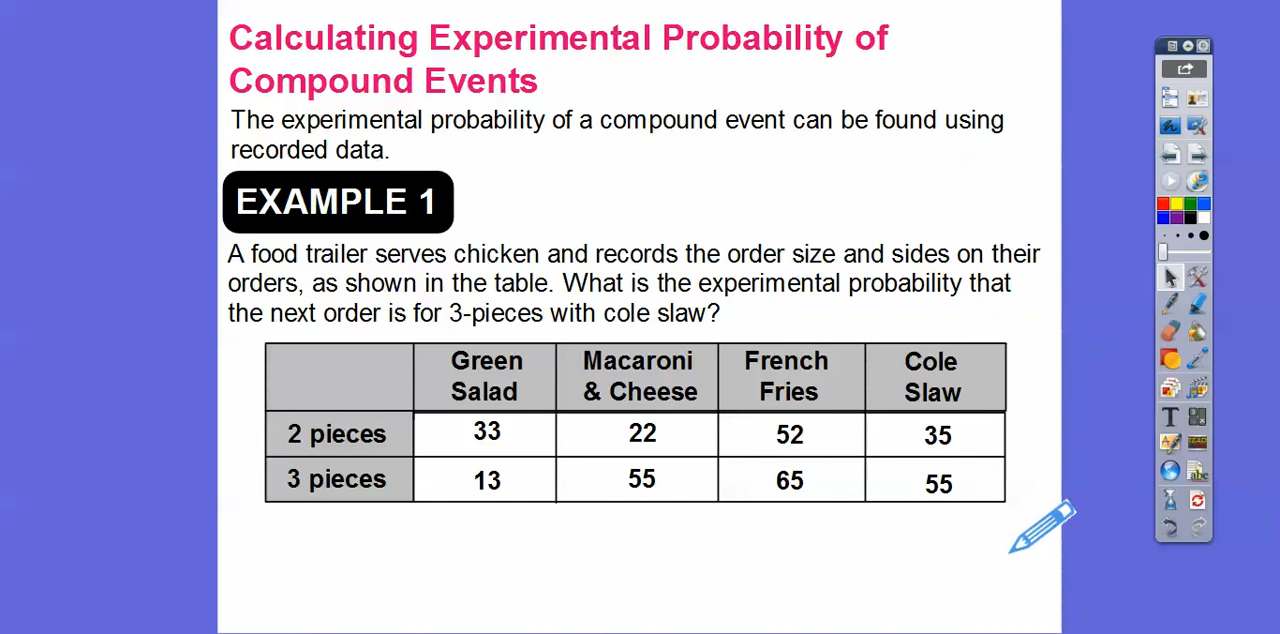 Calculating Experimental Probability of
Compound Events
The experimental probability of a compound event can be found using
recorded data.
EXAMPLE 1
A food trailer serves chicken and records the order size and sides on their
orders, as shown in the table. What is the experimental probability that
the next order is for 3-pieces with cole slaw?
Green Macaroni French Cole
Salad & Cheese Fries Slaw
2 pieces 33 22 52 35
3 pieces 13 55 65 55